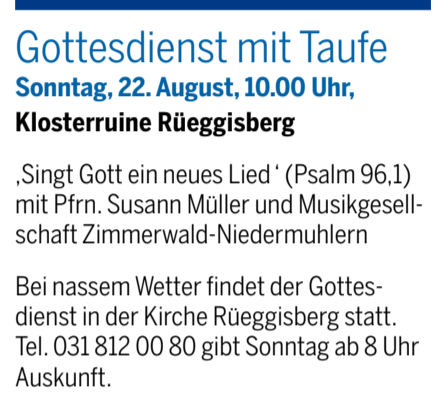 Gottesdienst mit Taufe
Sonntag, 22. August, 10.00 Uhr,
Klosterruine Rüeggisberg
‚Singt Gott ein neues Lied‘ (Psalm 96,1)
mit Pfrn. Susann Müller und Musikgesell-
schaft Zimmerwald-Niedermuhlern
Bei nassem Wetter findet der Gottes-
dienst in der Kirche Rüeggisberg statt.
Tel. 031 812 00 80 gibt Sonntag ab 8 Uhr
Auskunft.